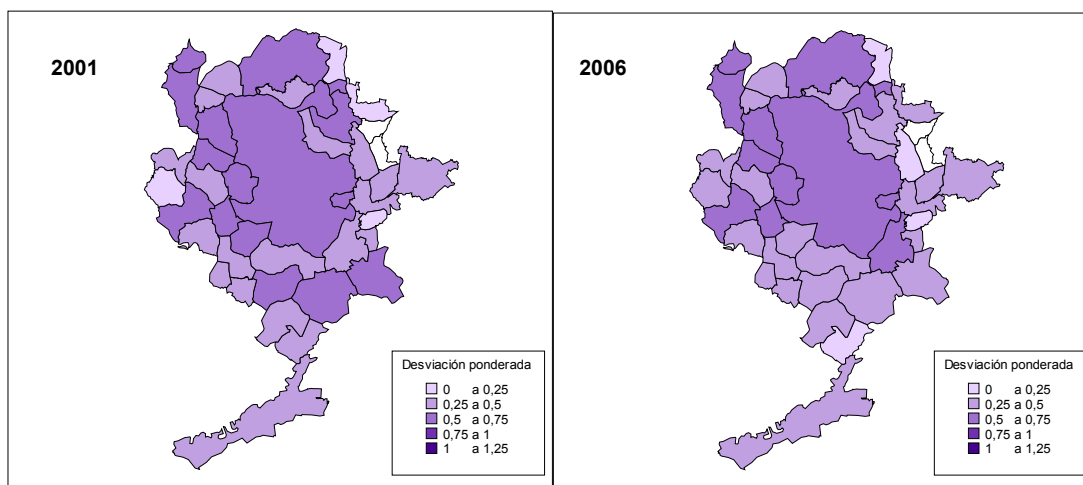 2001
Desviación ponderada
0 a 0,25
0,25 a 0,5
0,5 a 0,75
0,75 a 1
1 a 1,25
2006
Desviación ponderada
0 a 0,25
0,25 a 0,5
0,5 a 0,75
0,75 a 1
1 a 1,25